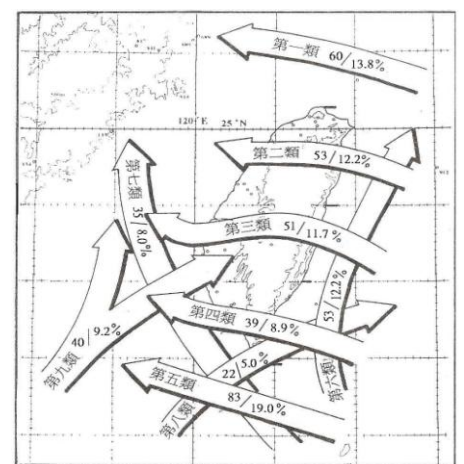 第一類 60/13.8%
120°E 25°N
第二類 53/12.2%
第七類 35/8.0%
第三類 51/11.7%
53/12.2%
第六類
第四類 39/8.9%
40/9.2%
第九類
22/5.0%
第八類
第五類 83/19.0%